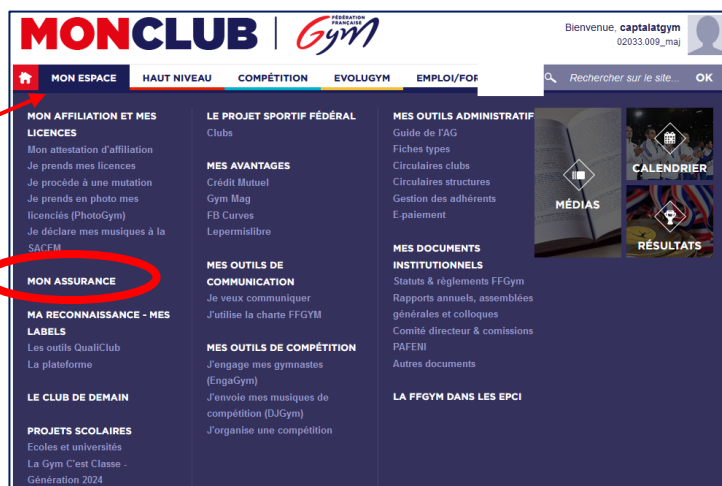 MONCLUB | FÉDÉRATION FRANÇAISE Gym
Bienvenue, captalatgym
02033.009_maj
MON ESPACE HAUT NIVEAU COMPÉTITION EVOLUGYM EMPLOI/FOR
Rechercher sur le site... OK
MON AFFILIATION ET MES
LICENCES
Mon attestation d'affiliation
Je prends mes licences
Je procède à une mutation
Je prends en photo mes
licenciés (PhotoGym)
Je déclare mes musiques à la
SACEM
MON ASSURANCE
MA RECONNAISSANCE - MES
LABELS
Les outils QualiClub
La plateforme
LE CLUB DE DEMAIN
PROJETS SCOLAIRES
Ecoles et universités
La Gym C'est Classe -
Génération 2024
LE PROJET SPORTIF FÉDÉRAL
Clubs
MES AVANTAGES
Crédit Mutuel
Gym Mag
FB Curves
Lepermislibre
MES OUTILS DE
COMMUNICATION
Je veux communiquer
J'utilise la charte FFGYM
MES OUTILS DE COMPÉTITION
J'engage mes gymnastes
(EngaGym)
J'envoie mes musiques de
compétition (DJGym)
J'organise une compétition
MES OUTILS ADMINISTRATIF
Guide de l'AG
Fiches types
Circulaires clubs
Circulaires structures
Gestion des adhérents
E-paiement
MES DOCUMENTS
INSTITUTIONNELS
Statuts & règlements FFGym
Rapports annuels, assemblées
générales et colloques
Comité directeur & comissions
PAFENI
Autres documents
LA FFGYM DANS LES EPCI
MÉDIAS
CALENDRIER
RÉSULTATS